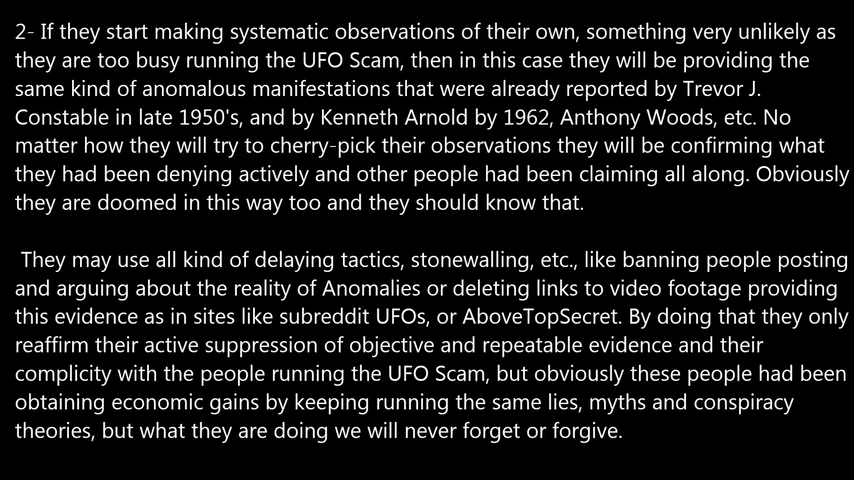 2- If they start making systematic observations of their own, something very unlikely as
they are too busy running the UFO Scam, then in this case they will be providing the
same kind of anomalous manifestations that were already reported by Trevor J.
Constable in late 1950's, and by Kenneth Arnold by 1962, Anthony Woods, etc. No
matter how they will try to cherry-pick their observations they will be confirming what
they had been denying actively and other people had been claiming all along. Obviously
they are doomed in this way too and they should know that.
They may use all kind of delaying tactics, stonewalling, etc., like banning people posting
and arguing about the reality of Anomalies or deleting links to video footage providing
this evidence as in sites like subreddit UFOs, or AboveTopSecret. By doing that they only
reaffirm their active suppression of objective and repeatable evidence and their
complicity with the people running the UFO Scam, but obviously these people had been
obtaining economic gains by keeping running the same lies, myths and conspiracy
theories, but what they are doing we will never forget or forgive.